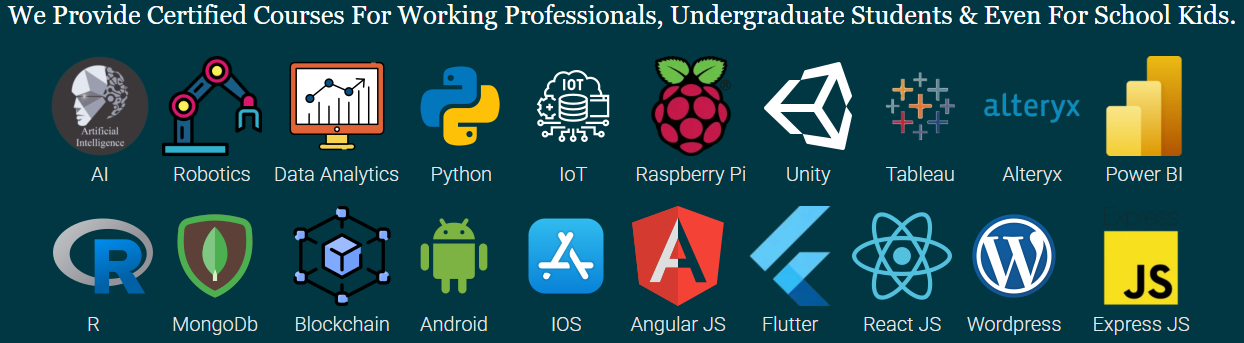 We Provide Certified Courses For Working Professionals, Undergraduate Students & Even For School Kids.
Artificial
Intelligence
IOT
alteryx
AI Robotics Data Analytics Python IoT Raspberry Pi Unity Tableau Alteryx Power BI
R
W
Express
JS
R MongoDb Blockchain Android IOS Angular JS Flutter React JS Wordpress Express JS